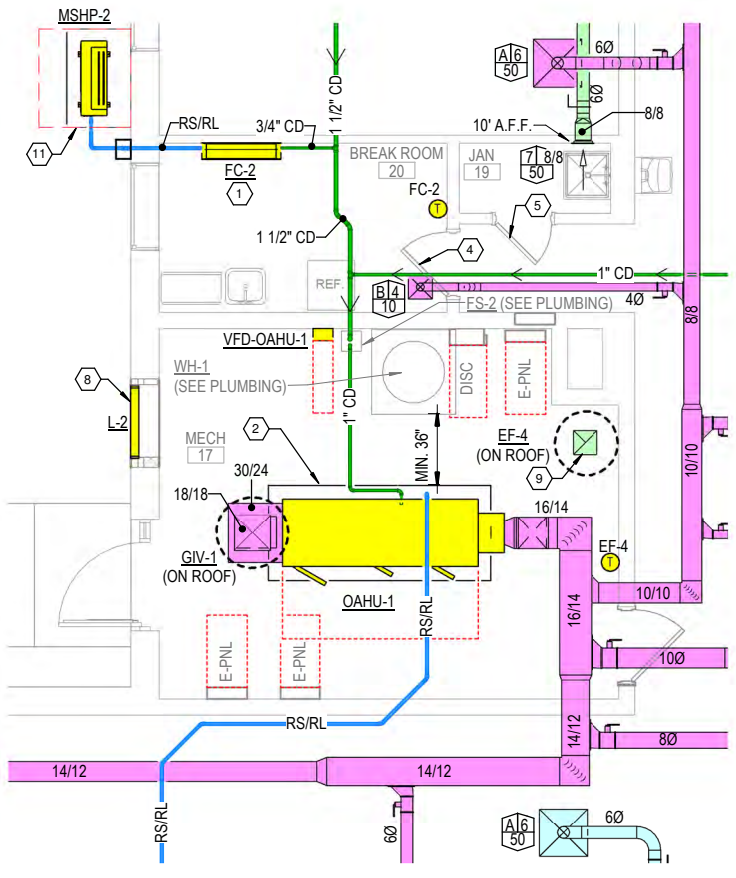 MSHP-2
11
RS/RL
3/4" CD
1 1/2" CD
FC-2
1
1 1/2" CD
BREAK ROOM
20
FC-2
T
JAN
19
A 6
50
6Ø
6Ø
8/8
10' A.F.F.
7 8/8
50
5
4
1" CD
REF.
B 4
10
4Ø
FS-2 (SEE PLUMBING)
8/8
VFD-OAHU-1
WH-1
(SEE PLUMBING)
1" CD
DISC
E-PNL
8
L-2
MECH
17
2
MIN. 36"
EF-4
(ON ROOF)
9
10/10
30/24
18/18
GIV-1
(ON ROOF)
16/14
EF-4
T
OAHU-1
RS/RL
16/14
10/10
E-PNL
E-PNL
10Ø
RS/RL
14/12
8Ø
14/12
14/12
RS/RL
6Ø
A 6
50
6Ø